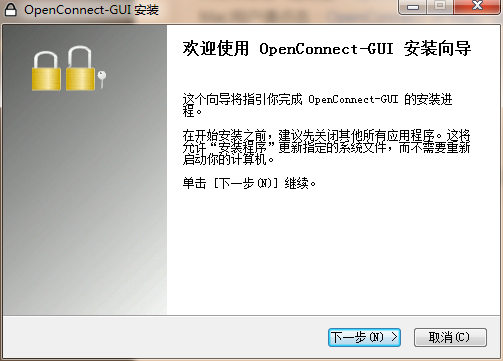 OpenConnect-GUI 安装
欢迎使用 OpenConnect-GUI 安装向导
这个向导将指引你完成 OpenConnect-GUI 的安装进
程。
在开始安装之前，建议先关闭其他所有应用程序。这将
允许“安装程序”更新指定的系统文件，而不需要重新
启动你的计算机。
单击 [下一步(N)] 继续。
下一步(N) >
取消(C)